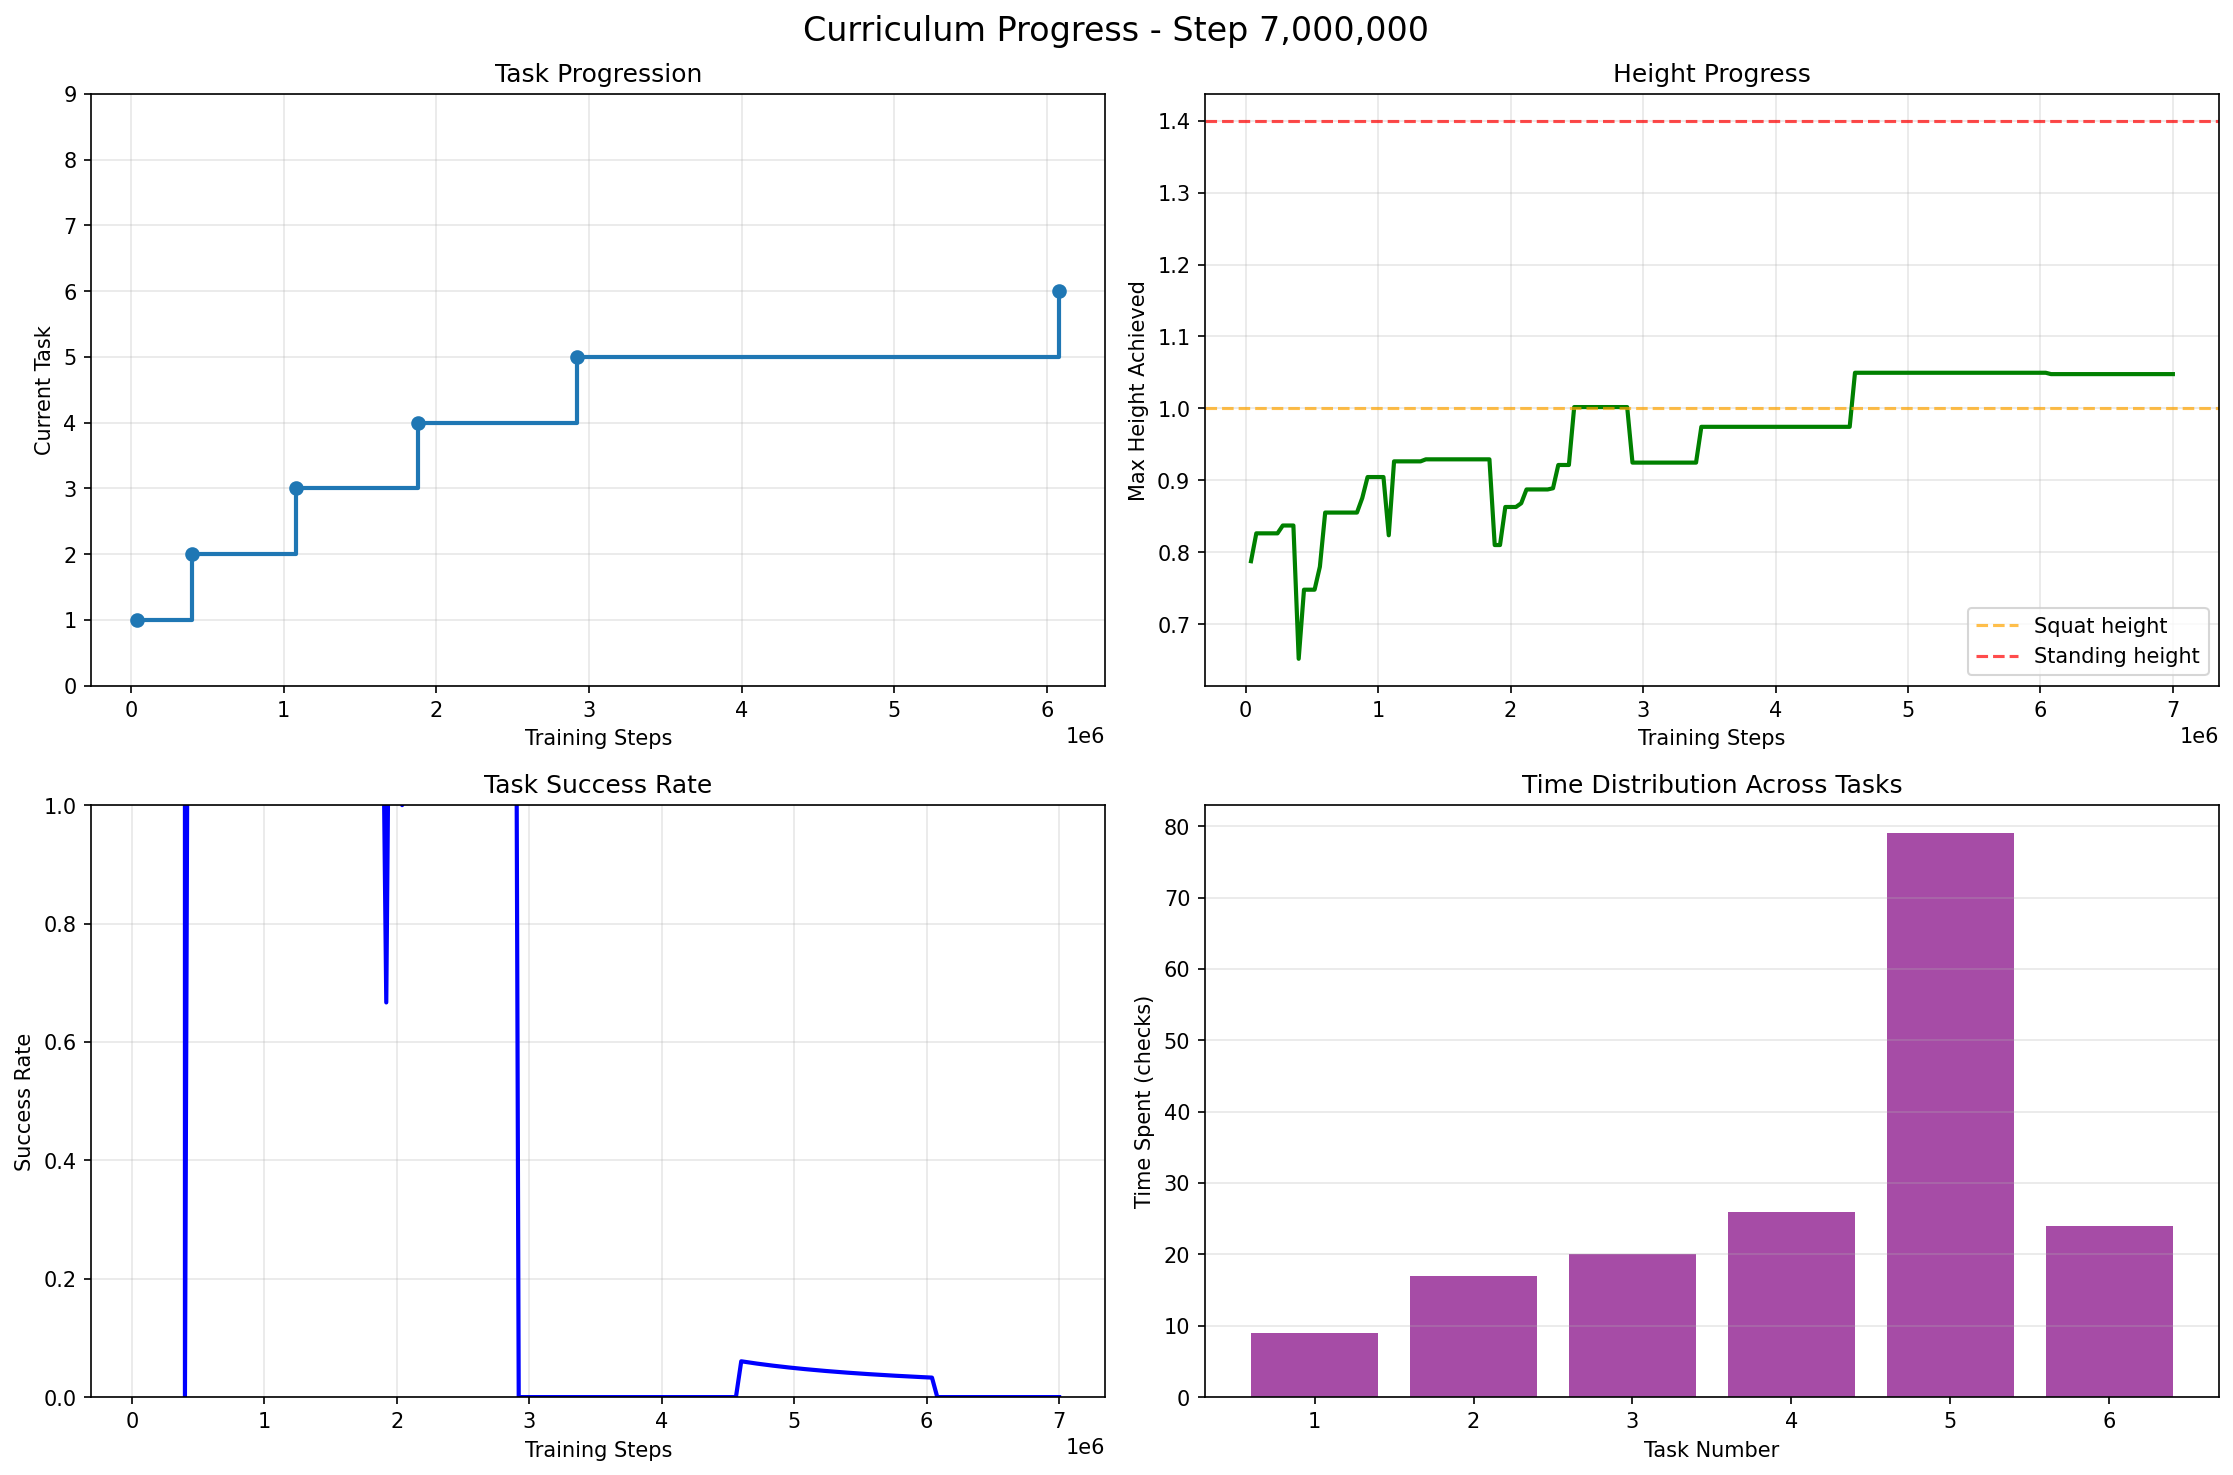 Curriculum Progress - Step 7,000,000
Task Progression
Current Task
9
8
7
6
5
4
3
2
1
0
0 1 2 3 4 5 6
1e6
Training Steps
Height Progress
Max Height Achieved
1.4
1.3
1.2
1.1
1.0
0.9
0.8
0.7
Squat height
Standing height
0 1 2 3 4 5 6 7
1e6
Training Steps
Task Success Rate
Success Rate
1.0
0.8
0.6
0.4
0.2
0.0
0 1 2 3 4 5 6 7
1e6
Training Steps
Time Distribution Across Tasks
Time Spent (checks)
80
70
60
50
40
30
20
10
0
1 2 3 4 5 6
Task Number